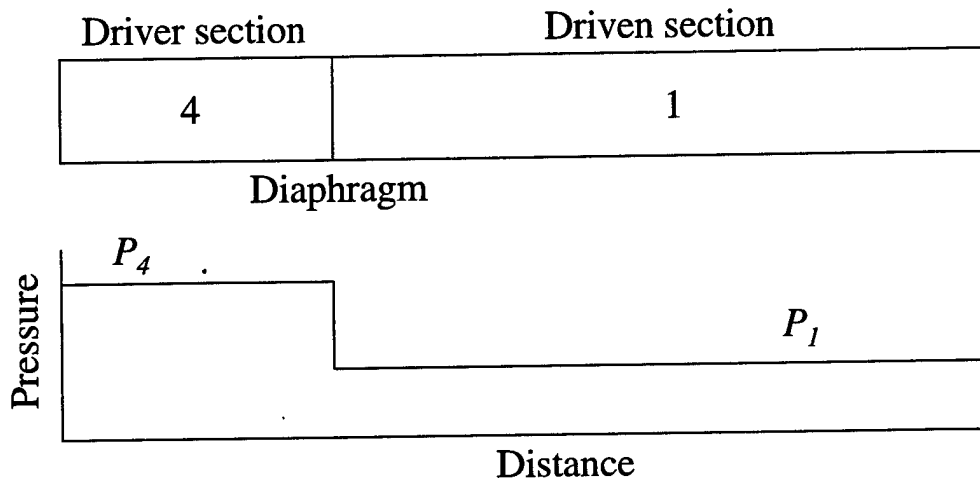 Driver section Driven section
4 1
Diaphragm
P4
P1
Pressure
Distance